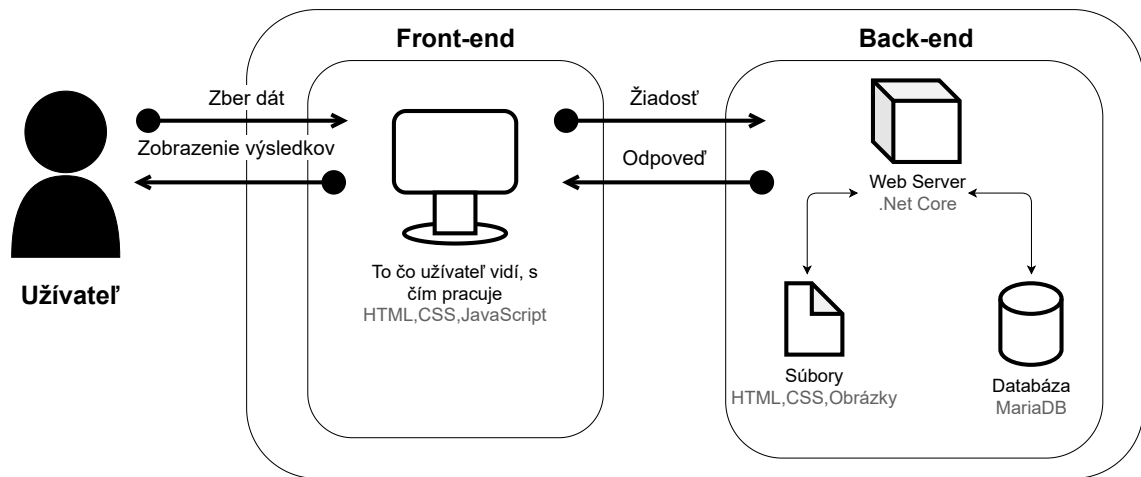 Front-end
Back-end
Zber dát
Zobrazenie výsledkov
Žiadosť
Odpoveď
Užívateľ
To čo užívateľ vidí, s
čím pracuje
HTML,CSS,JavaScript
Web Server
.Net Core
Súbory
HTML,CSS,Obrázky
Databáza
MariaDB